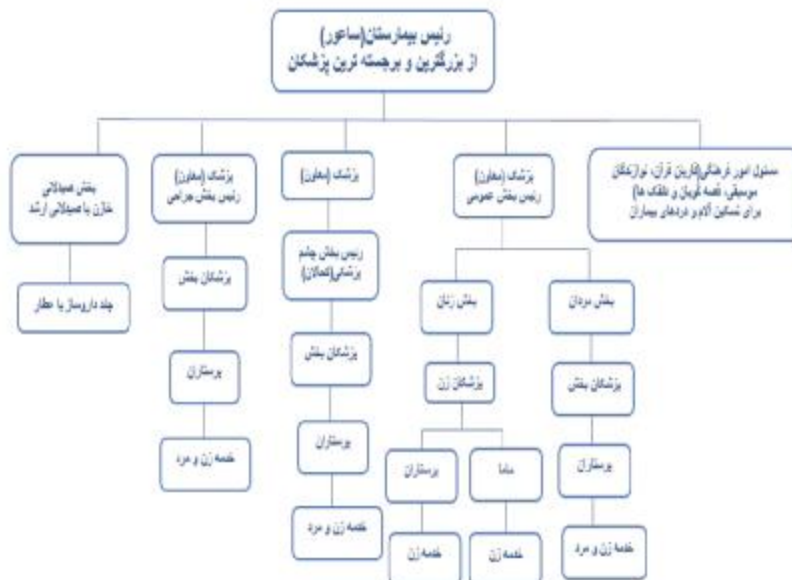 رئیس بیمارستان(ساعور)
از بزرگترین و برجسته ترین پزشکان
مسئول امور فرهنگی(قاریان قرآن، نوازندگان
موسیقی، قصه گویان و دلقک ها)
برای تسکین آلام و دردهای بیماران
پزشک (معاون)
رئیس بخش عمومی
پزشک (معاون)
پزشک (معاون)
رئیس بخش جراحی
بخش صیدلانی
خازن یا صیدلانی ارشد
رئیس بخش چشم
پزشکی(کحالان)
پزشکان بخش
چند داروساز یا عطار
بخش مردان
بخش زنان
پزشکان بخش
پزشکان زن
پزشکان بخش
پرستاران
پرستاران
ماما
پرستاران
پرستاران
خدمه زن و مرد
خدمه زن و مرد
خدمه زن
خدمه زن
خدمه زن و مرد